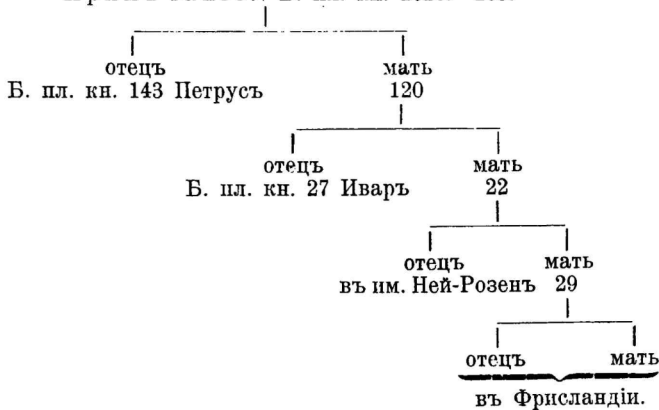 отецъ мать
Б. пл. кн. 143 Петрусъ 120
отецъ мать
Б. пл. кн. 27 Иваръ 22
отецъ мать
въ им. Ней-Розенъ 29
отецъ мать
въ Фрисландіи.